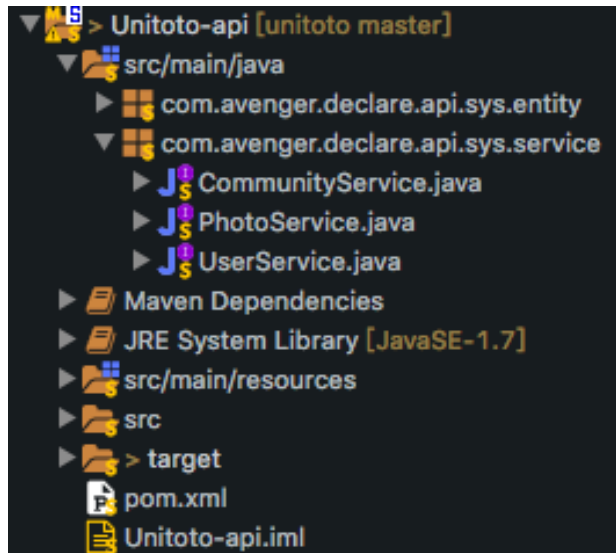 > Unitoto-api [unitoto master]
src/main/java
com.avenger.declare.api.sys.entity
com.avenger.declare.api.sys.service
CommunityService.java
PhotoService.java
UserService.java
Maven Dependencies
JRE System Library [JavaSE-1.7]
src/main/resources
src
> target
pom.xml
Unitoto-api.iml